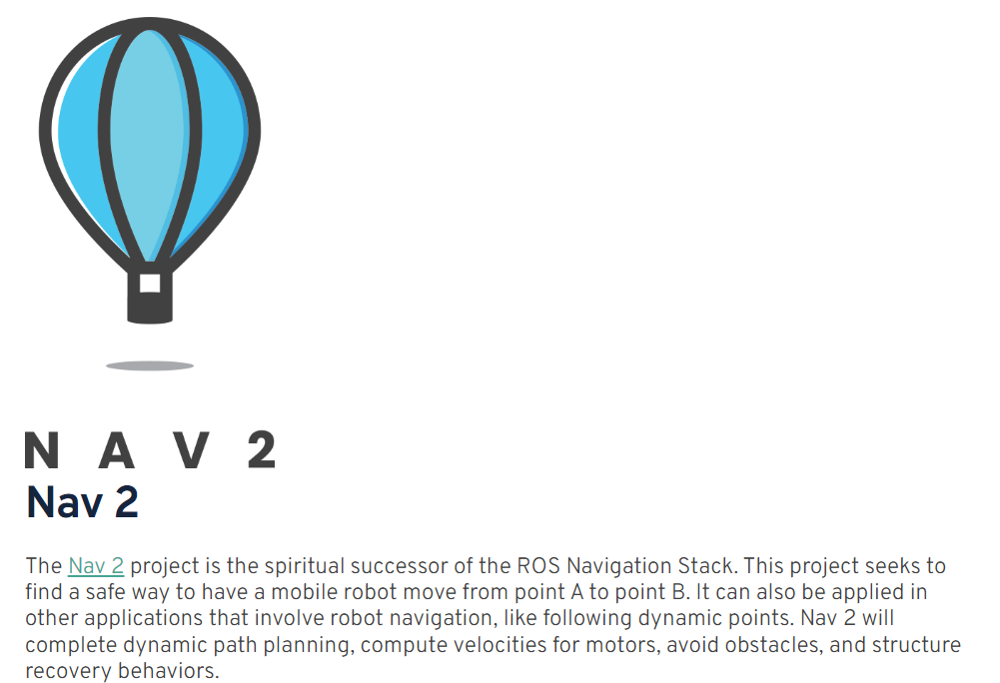 N A V 2
Nav 2
The Nav 2 project is the spiritual successor of the ROS Navigation Stack. This project seeks to
find a safe way to have a mobile robot move from point A to point B. It can also be applied in
other applications that involve robot navigation, like following dynamic points. Nav 2 will
complete dynamic path planning, compute velocities for motors, avoid obstacles, and structure
recovery behaviors.